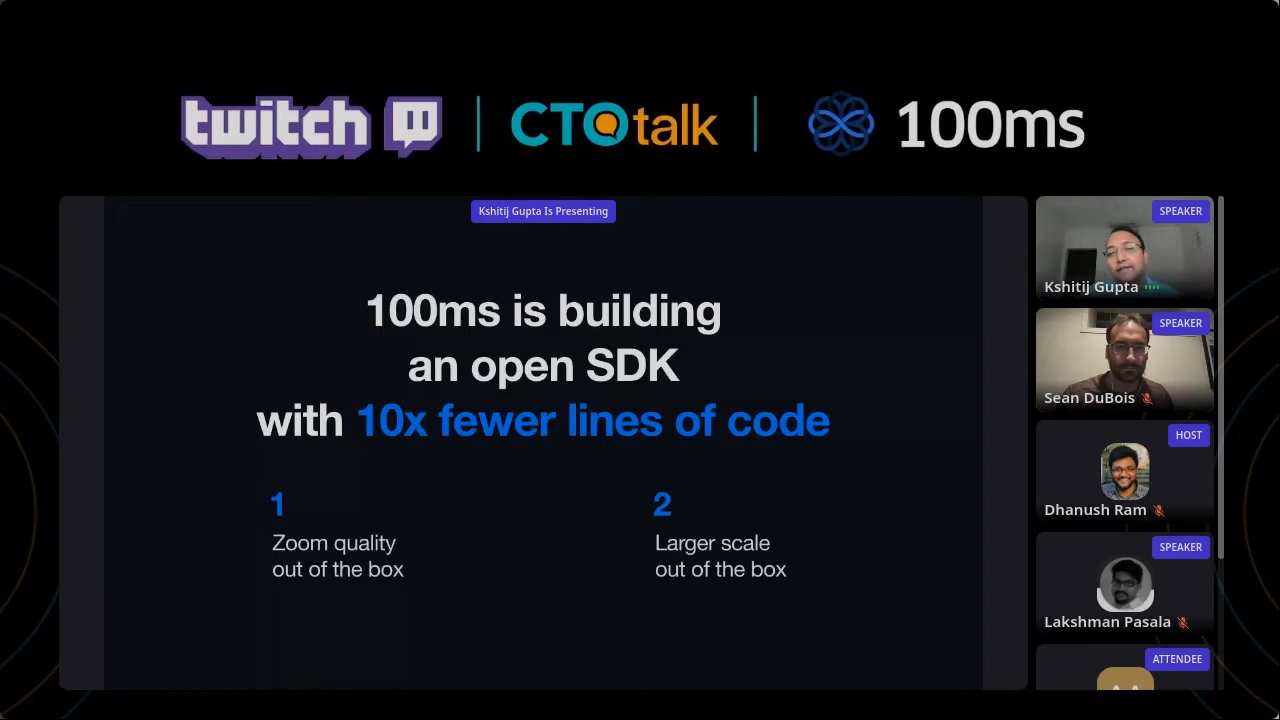 twitch
CTOtalk
100ms
Kshitij Gupta Is Presenting
100ms is building
an open SDK
with 10x fewer lines of code
1
Zoom quality
out of the box
2
Larger scale
out of the box
SPEAKER
Kshitij Gupta
SPEAKER
Sean DuBois
HOST
Dhanush Ram
SPEAKER
Lakshman Pasala
ATTENDEE